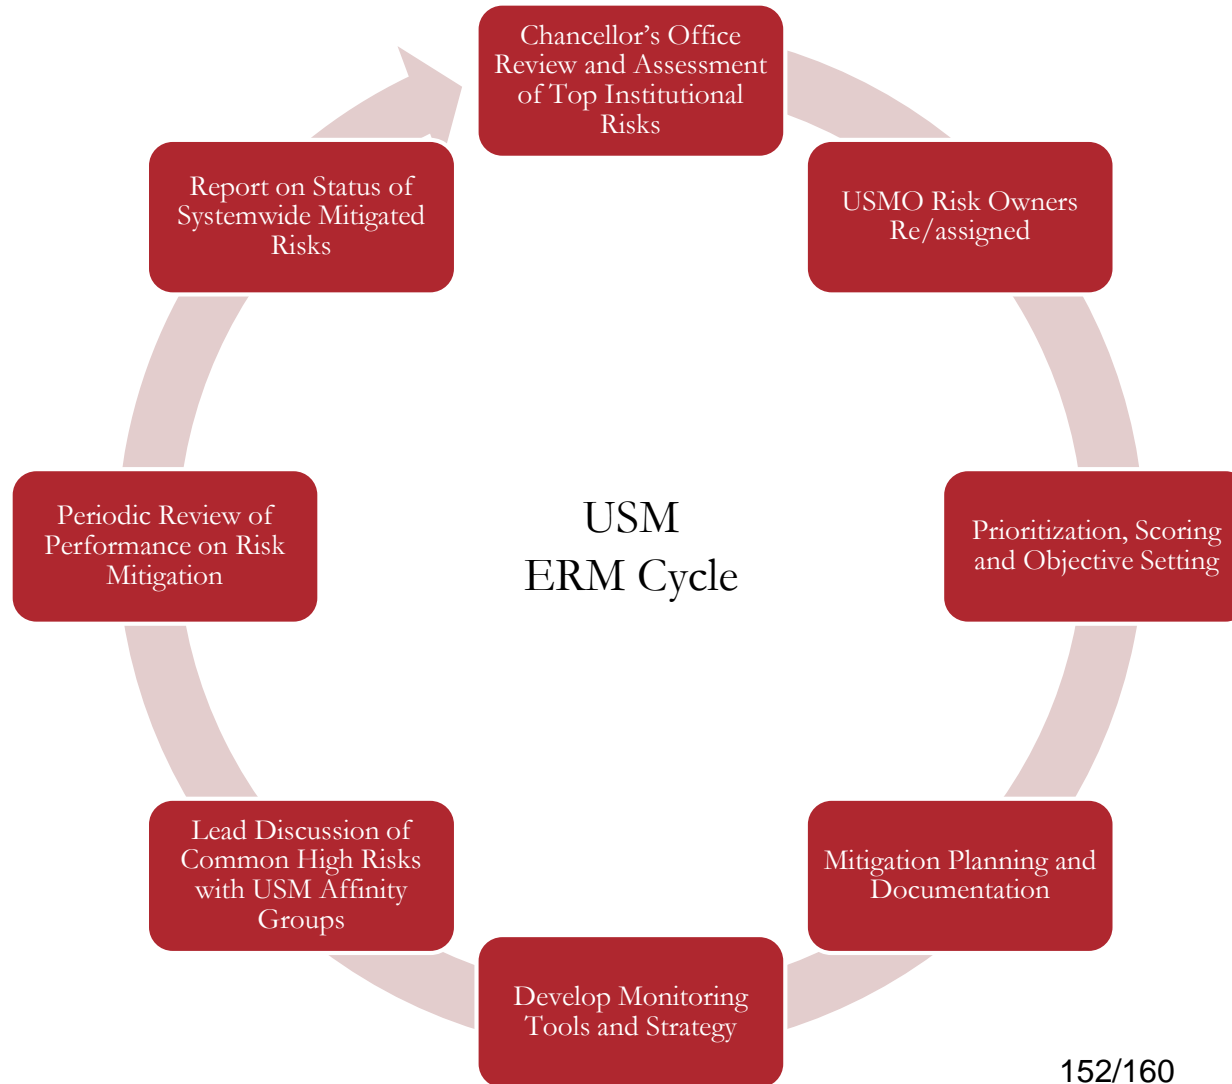 Chancellor’s Office
Review and Assessment
of Top Institutional
Risks
USMO Risk Owners
Re/assigned
Prioritization, Scoring
and Objective Setting
Mitigation Planning and
Documentation
Develop Monitoring
Tools and Strategy
Lead Discussion of
Common High Risks
with USM Affinity
Groups
Periodic Review of
Performance on Risk
Mitigation
Report on Status of
Systemwide Mitigated
Risks
USM
ERM Cycle
152/160